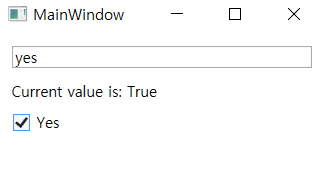 MainWindow
yes
Current value is: True
Yes